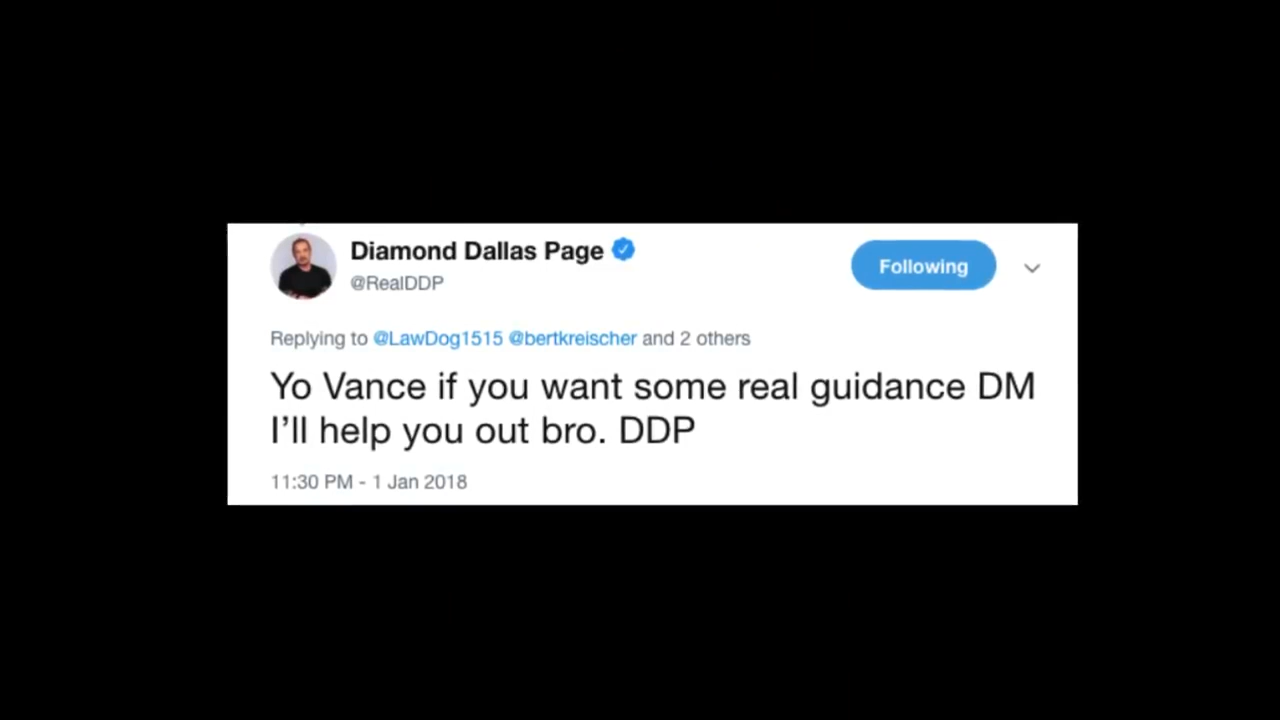 Diamond Dallas Page
@RealDDP
Following
Replying to @LawDog1515 @bertkreischer and 2 others
Yo Vance if you want some real guidance DM
I’ll help you out bro. DDP
11:30 PM - 1 Jan 2018